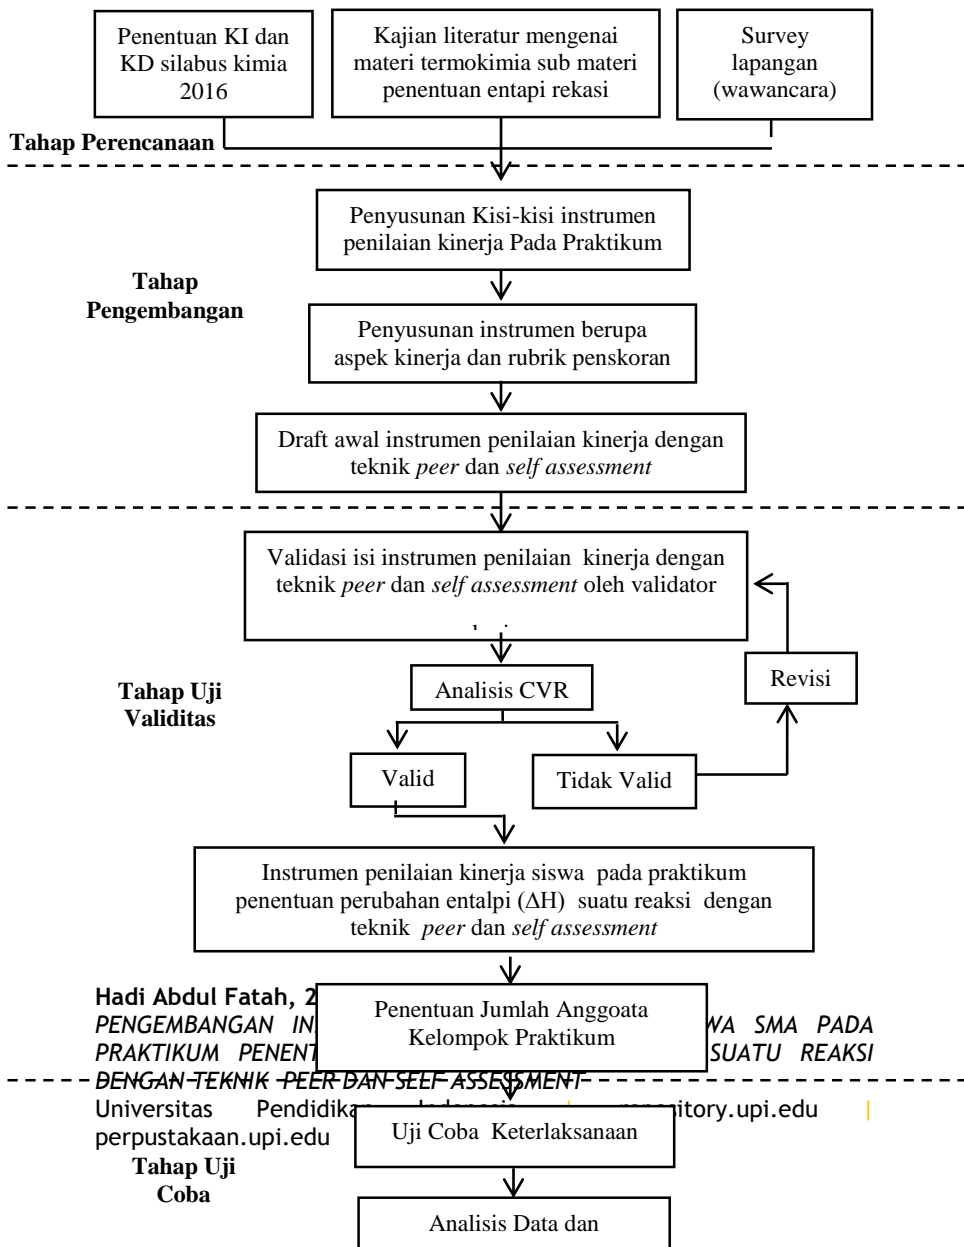 Penentuan KI dan
KD silabus kimia
2016
Kajian literatur mengenai
materi termokimia sub materi
penentuan entapi rekasi
Survey
lapangan
(wawancara)
Tahap Perencanaan
Penyusunan Kisi-kisi instrumen
penilaian kinerja Pada Praktikum
Tahap
Pengembangan
Penyusunan instrumen berupa
aspek kinerja dan rubrik penskoran
Draft awal instrumen penilaian kinerja dengan
teknik peer dan self assessment
Validasi isi instrumen penilaian kinerja dengan
teknik peer dan self assessment oleh validator
Analisis CVR
Revisi
Tahap Uji
Validitas
Valid
Tidak Valid
Instrumen penilaian kinerja siswa pada praktikum
penentuan perubahan entalpi (ΔH) suatu reaksi dengan
teknik peer dan self assessment
Hadi Abdul Fatah, 2
PENGEMBANGAN SMA PADA
PRAKTIKUM SUATU REAKSI
DENGAN TEKNIK PEER DAN SELF ASSESSMENT
Universitas Pendidikan Indonesia | repository.upi.edu |
perpustakaan.upi.edu
Penentuan Jumlah Anggoata
Kelompok Praktikum
Uji Coba Keterlaksanaan
Tahap Uji
Coba
Analisis Data dan